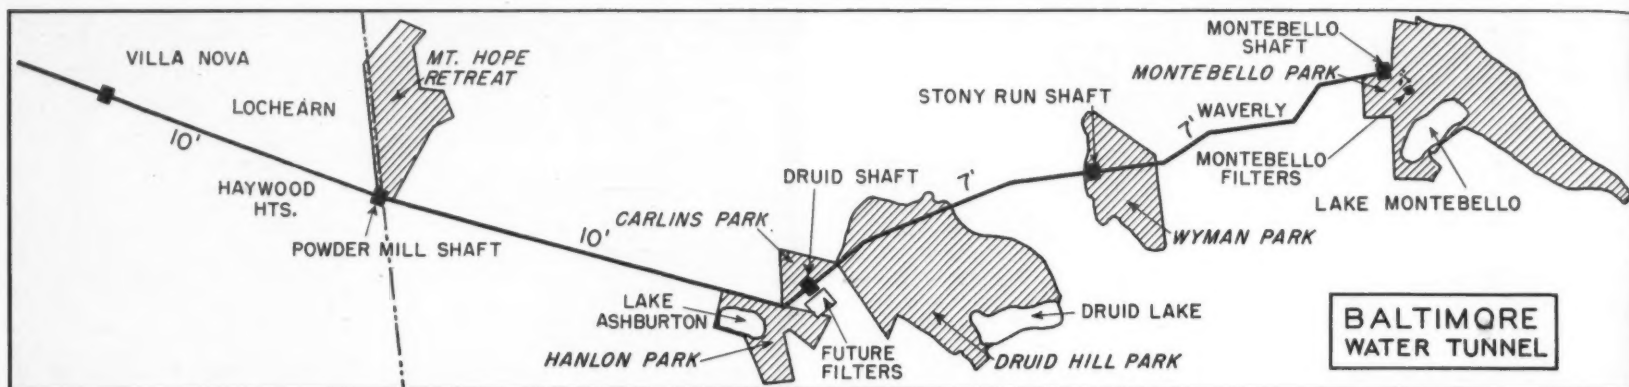 VILLA NOVA
LOCHEARN
MT. HOPE
RETREAT
10'
HAYWOOD
HTS.
POWDER MILL SHAFT
10'
CARLINS PARK
DRUID SHAFT
LAKE
ASHBURTON
HANLON PARK
FUTURE
FILTERS
7'
DRUID LAKE
DRUID HILL PARK
STONY RUN SHAFT
WYMAN PARK
7'
WAVERLY
MONTEBELLO
SHAFT
MONTEBELLO PARK
MONTEBELLO
FILTERS
LAKE MONTEBELLO
BALTIMORE
WATER TUNNEL